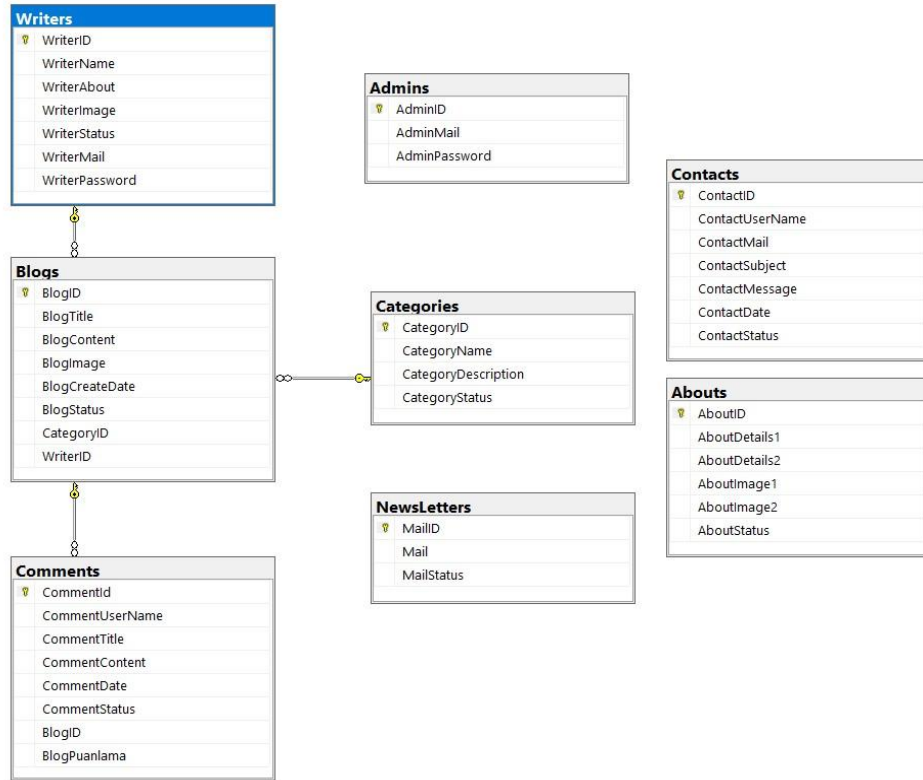 Writers
WriterID
WriterName
WriterAbout
WriterImage
WriterStatus
WriterMail
WriterPassword
Admins
AdminID
AdminMail
AdminPassword
Contacts
ContactID
ContactUserName
ContactMail
ContactSubject
ContactMessage
ContactDate
ContactStatus
Blogs
BlogID
BlogTitle
BlogContent
BlogImage
BlogCreateDate
BlogStatus
CategoryID
WriterID
Categories
CategoryID
CategoryName
CategoryDescription
CategoryStatus
Abouts
AboutID
AboutDetails1
AboutDetails2
AboutImage1
AboutImage2
AboutStatus
NewsLetters
MailID
Mail
MailStatus
Comments
CommentId
CommentUserName
CommentTitle
CommentContent
CommentDate
CommentStatus
BlogID
BlogPuanlama